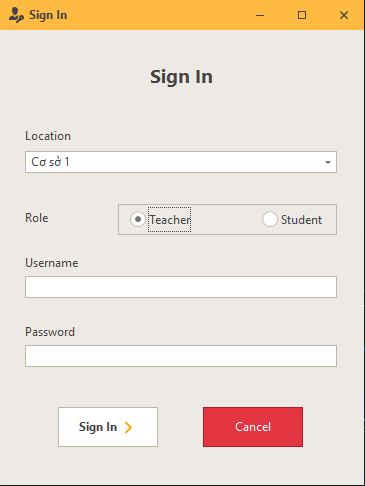 Sign In
Sign In
Location
Cơ sở 1
Role
Teacher
Student
Username
Password
Sign In
Cancel